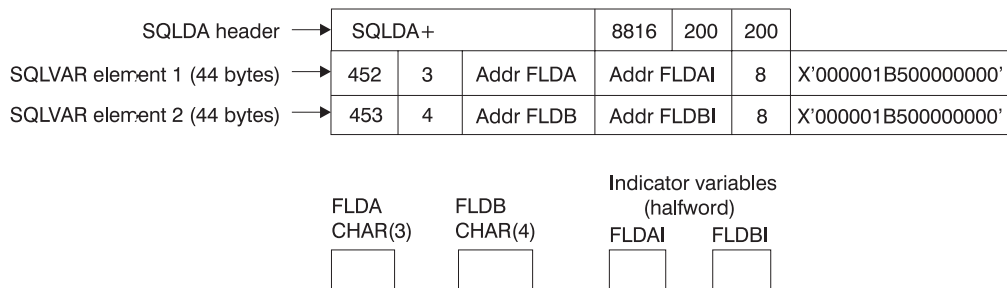 SQLDA header SQLDA+ 8816 200 200
SQLVAR element 1 (44 bytes) 452 3 Addr FLDA Addr FLDAI 8 X'000001B500000000'
SQLVAR element 2 (44 bytes) 453 4 Addr FLDB Addr FLDBI 8 X'000001B500000000'
Indicator variables
FLDA FLDB (halfword)
CHAR(3) CHAR(4) FLDAI FLDBI